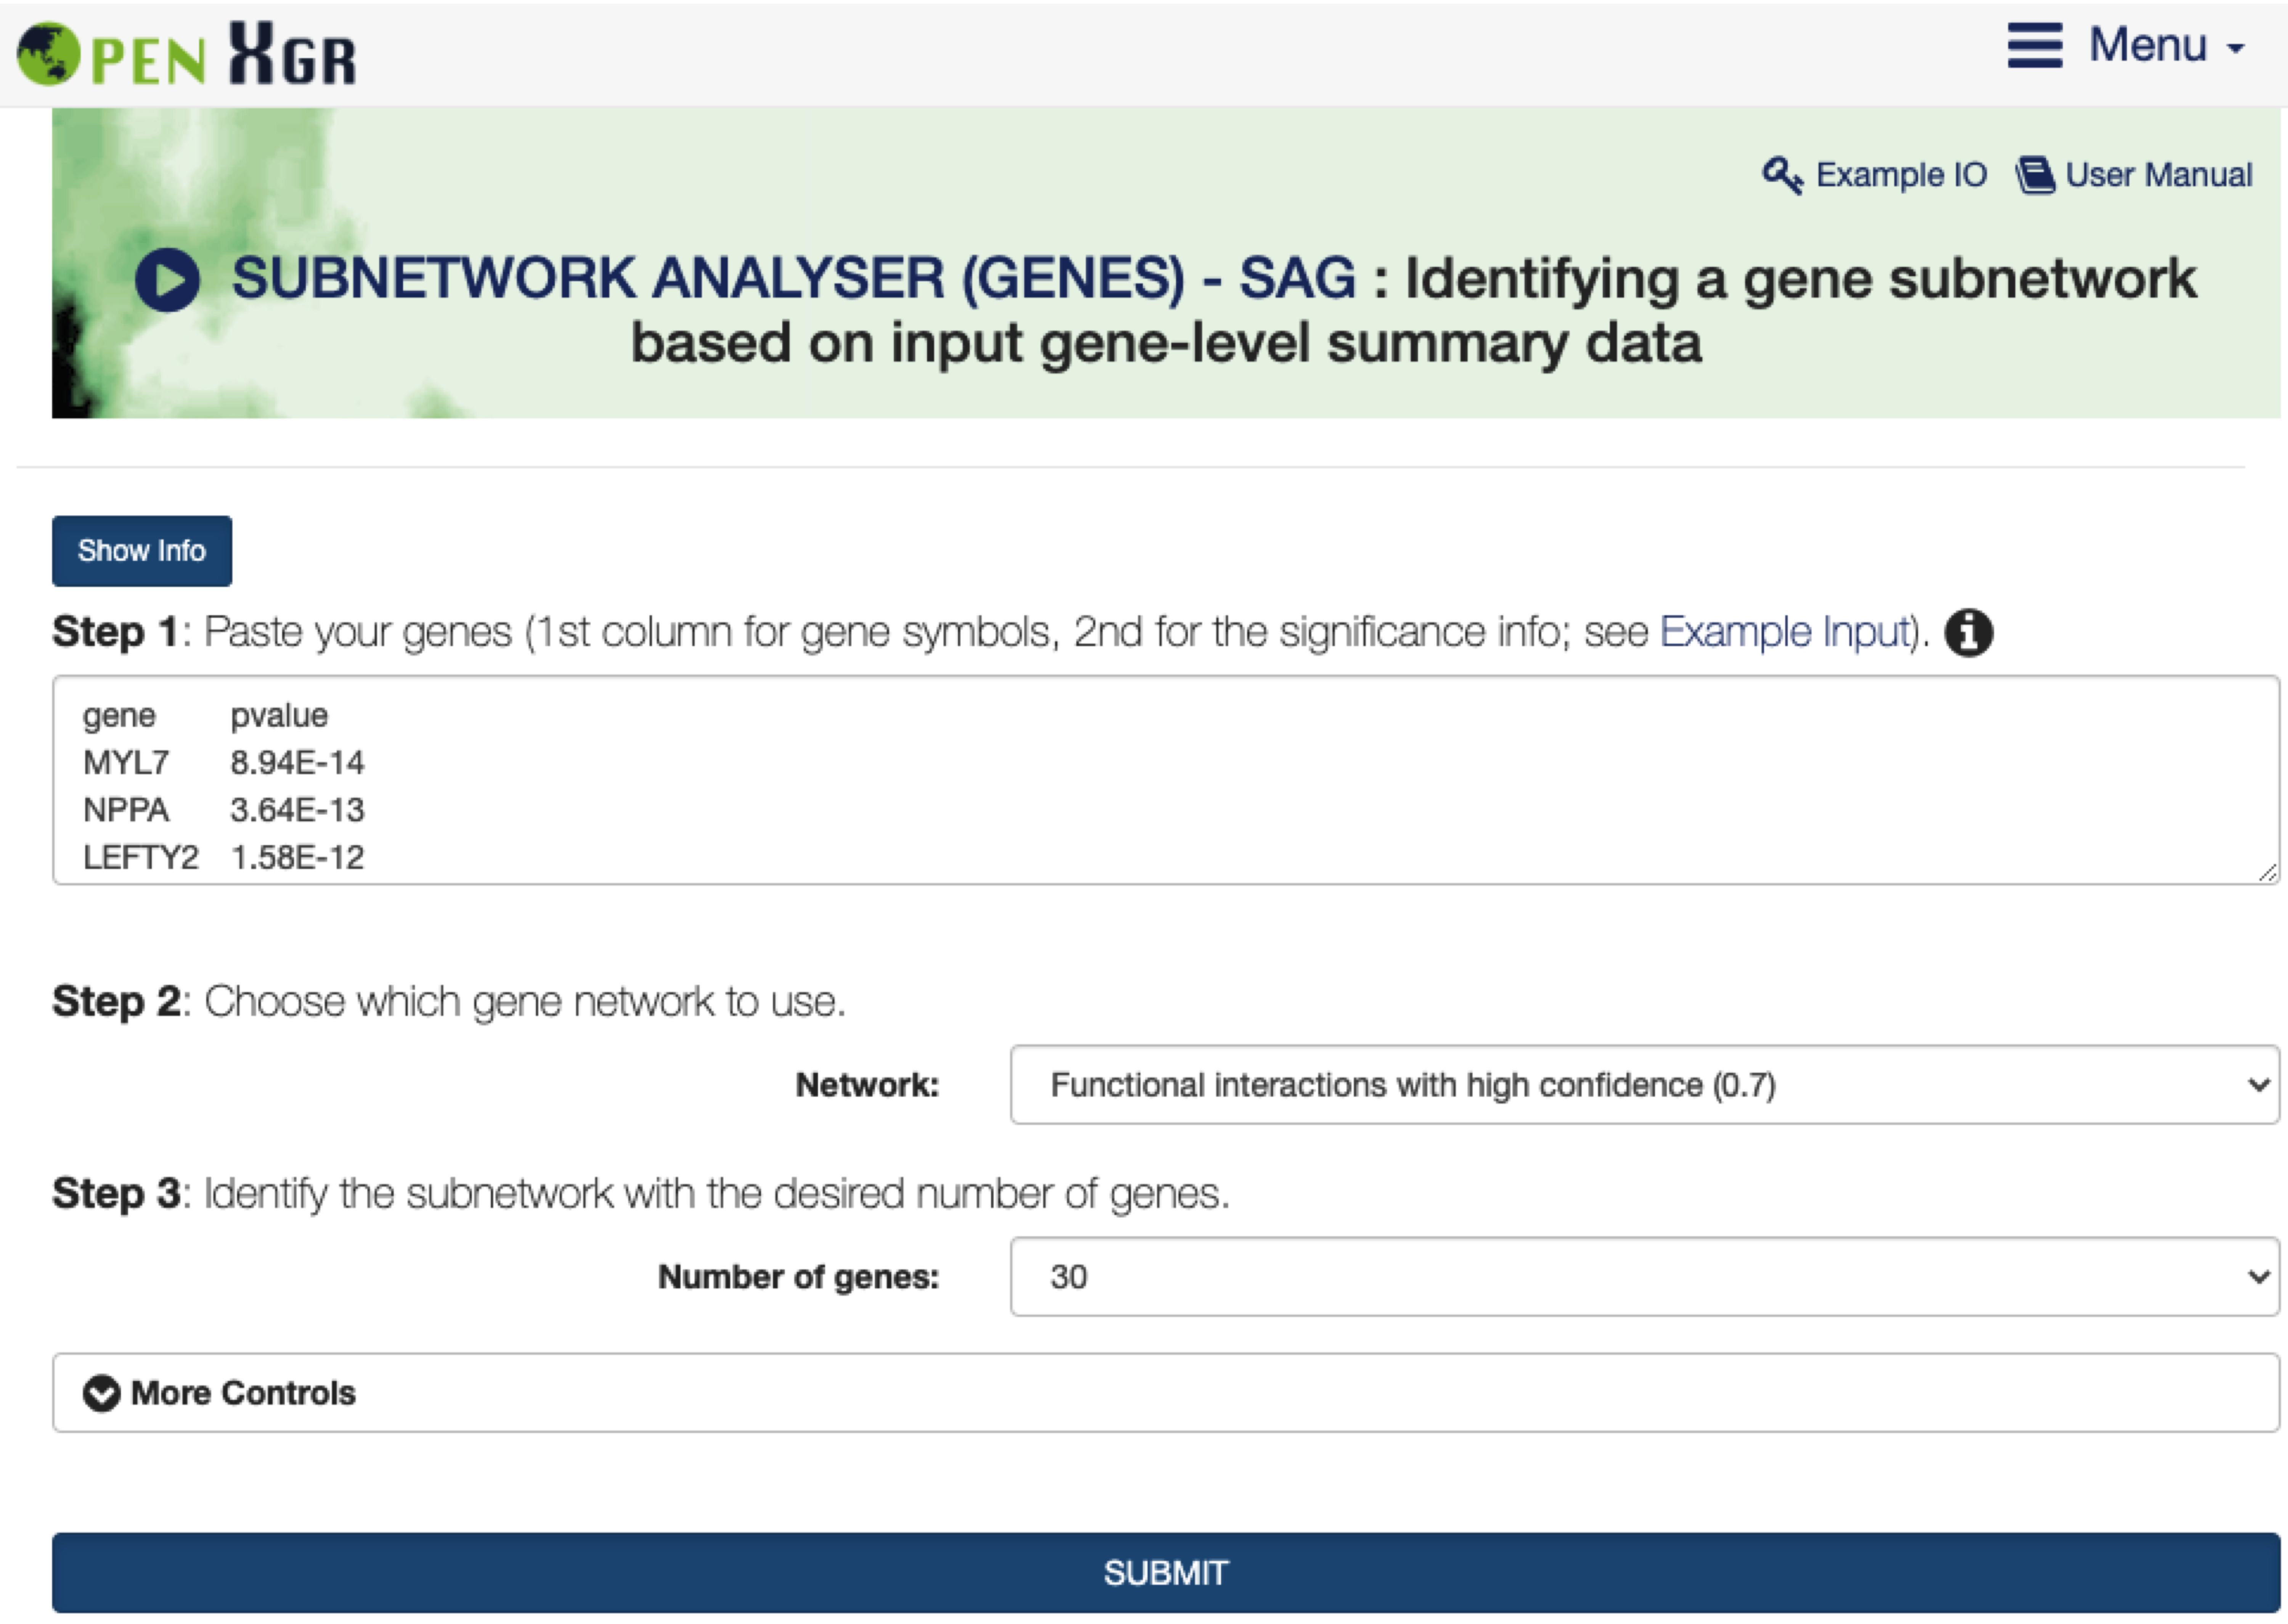 OPEN XGR
Menu
Example IO User Manual
SUBNETWORK ANALYSER (GENES) - SAG : Identifying a gene subnetwork
based on input gene-level summary data
Show Info
Step 1: Paste your genes (1st column for gene symbols, 2nd for the significance info; see Example Input).
gene pvalue
MYL7 8.94E-14
NPPA 3.64E-13
LEFTY2 1.58E-12
Step 2: Choose which gene network to use.
Network: Functional interactions with high confidence (0.7)
Step 3: Identify the subnetwork with the desired number of genes.
Number of genes: 30
More Controls
SUBMIT